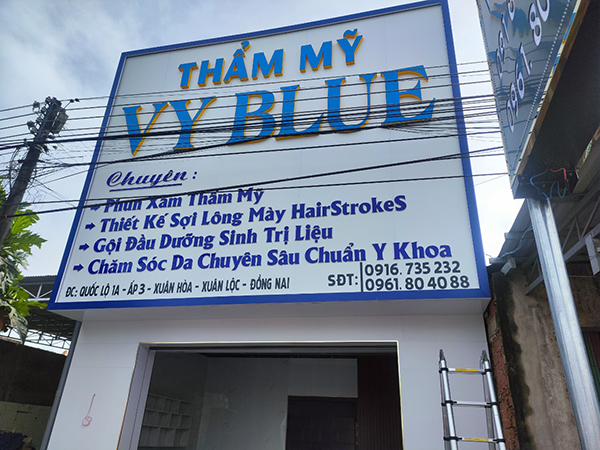 THẨM MỸ
VY BLUE
Chuyên :
➔ Phun Xăm Thẩm Mỹ
➔ Thiết Kế Sợi Lông Mày HairStrokeS
➔ Gội Đầu Dưỡng Sinh Trị Liệu
➔ Chăm Sóc Da Chuyên Sâu Chuẩn Y Khoa
ĐC: QUỐC LỘ 1A - ẤP 3 - XUÂN HÒA - XUÂN LỘC - ĐỒNG NAI
SĐT: 0916. 735 232
0961. 80 40 88